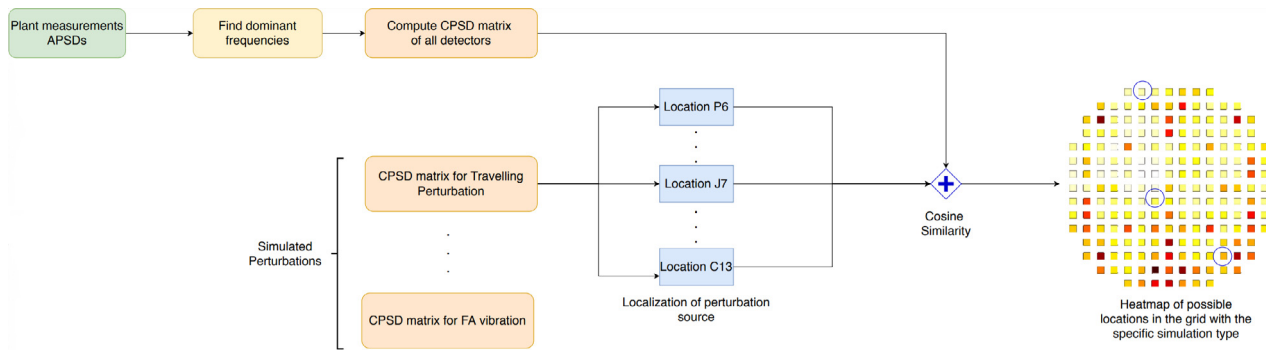 Plant measurements
APSDs
Find dominant
frequencies
Compute CPSD matrix
of all detectors
Location P6
CPSD matrix for Travelling
Perturbation
Location J7
Cosine
Similarity
Simulated
Perturbations
Location C13
Localization of perturbation
source
CPSD matrix for FA vibration
Heatmap of possible
locations in the grid with the
specific simulation type